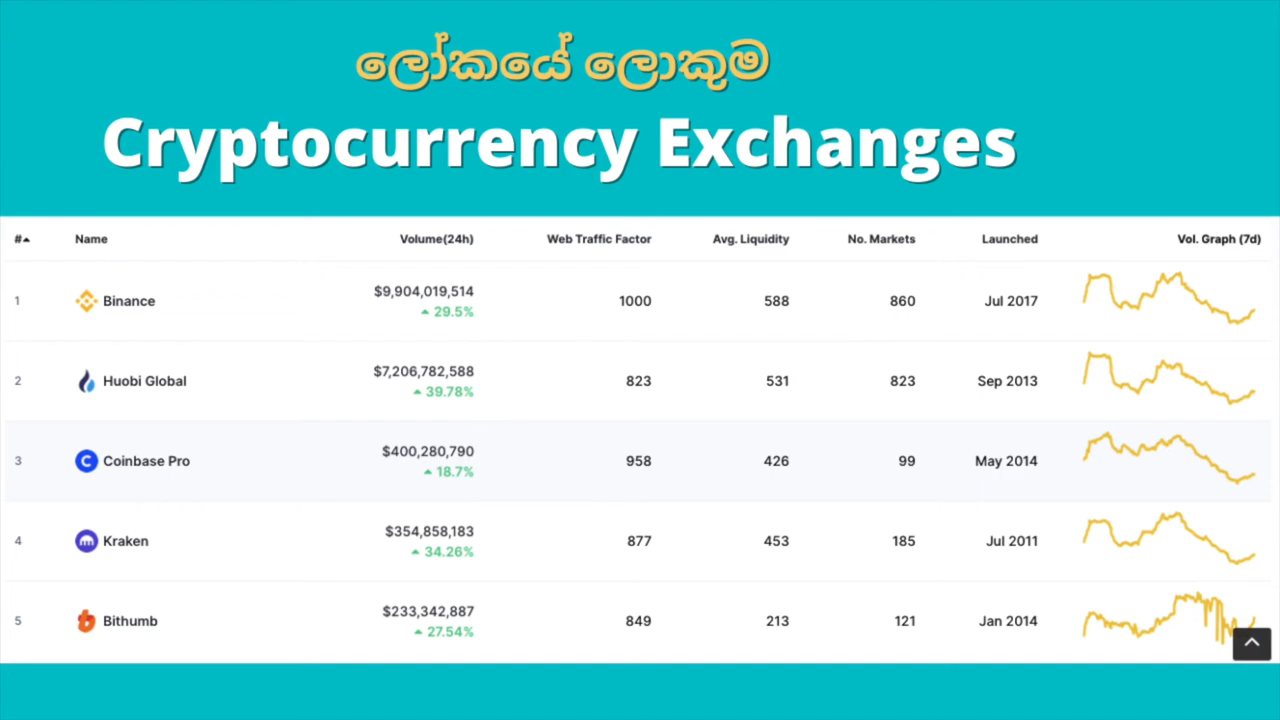 ලෝකයේ ලොකුම
Cryptocurrency Exchanges
# Name Volume(24h) Web Traffic Factor Avg. Liquidity No. Markets Launched Vol. Graph (7d)
1 Binance $9,904,019,514 1000 588 860 Jul 2017
29.5%
2 Huobi Global $7,206,782,588 823 531 823 Sep 2013
39.78%
3 Coinbase Pro $400,280,790 958 426 99 May 2014
18.7%
4 Kraken $354,858,183 877 453 185 Jul 2011
34.26%
5 Bithumb $233,342,887 849 213 121 Jan 2014
27.54%